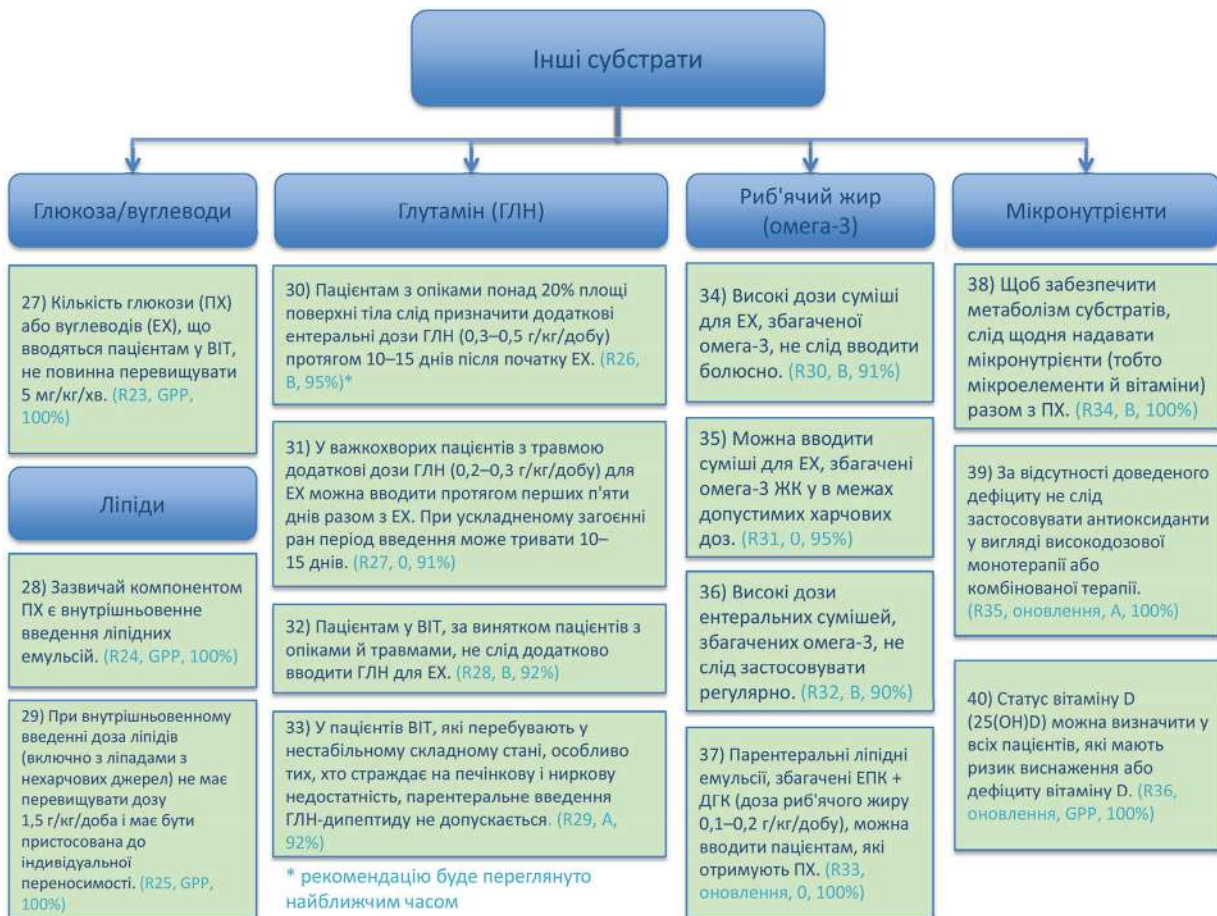 Інші субстрати
Глюкоза/вуглеводи
27) Кількість глюкози (ПХ)
або вуглеводів (ЕХ), що
вводяться пацієнтам у ВІТ,
не повинна перевищувати
5 мг/кг/хв. (R23, GPP,
100%)
Ліпіди
28) Зазвичай компонентом
ПХ є внутрішньовенне
введення ліпідних
емульсій. (R24, GPP, 100%)
29) При внутрішньовенному
введенні доза ліпідів
(включно з ліпадами з
нехарчових джерел) не має
перевищувати дозу
1,5 г/кг/доба і має бути
пристосована до
індивідуальної
переносимості. (R25, GPP,
100%)
Глутамін (ГЛН)
30) Пацієнтам з опіками понад 20% площі
поверхні тіла слід призначити додаткові
ентеральні дози ГЛН (0,3–0,5 г/кг/добу)
протягом 10–15 днів після початку ЕХ. (R26,
B, 95%)*
31) У важкохворих пацієнтів з травмою
додаткові дози ГЛН (0,2–0,3 г/кг/добу) для
ЕХ можна вводити протягом перших п'яти
днів разом з ЕХ. При ускладненому загоєнні
ран період введення може тривати 10–
15 днів. (R27, 0, 91%)
32) Пацієнтам у ВІТ, за винятком пацієнтів з
опіками й травмами, не слід додатково
вводити ГЛН для ЕХ. (R28, B, 92%)
33) У пацієнтів ВІТ, які перебувають у
нестабільному складному стані, особливо
тих, хто страждає на печінкову і ниркову
недостатність, парентеральне введення
ГЛН-дипептиду не допускається. (R29, A,
92%)
* рекомендацію буде переглянуто
найближчим часом
Риб'ячий жир
(омега-3)
34) Високі дози суміші
для ЕХ, збагаченої
омега-3, не слід вводити
болюсно. (R30, B, 91%)
35) Можна вводити
суміші для ЕХ, збагачені
омега-3 ЖК у в межах
допустимих харчових
доз. (R31, 0, 95%)
36) Високі дози
ентеральних сумішей,
збагачених омега-3, не
слід застосовувати
регулярно. (R32, B, 90%)
37) Парентеральні ліпідні
емульсії, збагачені ЕПК +
ДГК (доза риб'ячого жиру
0,1–0,2 г/кг/добу), можна
вводити пацієнтам, які
отримують ПХ. (R33,
оновлення, 0, 100%)
Мікронутрієнти
38) Щоб забезпечити
метаболізм субстратів,
слід щодня надавати
мікронутрієнти (тобто
мікроелементи й вітаміни)
разом з ПХ. (R34, B, 100%)
39) За відсутності доведеного
дефіциту не слід
застосовувати антиоксиданти
у вигляді високодозової
монотерапії або
комбінованої терапії.
(R35, оновлення, A, 100%)
40) Статус вітаміну D
(25(OH)D) можна визначити у
всіх пацієнтів, які мають
ризик виснаження або
дефіциту вітаміну D. (R36,
оновлення, GPP, 100%)